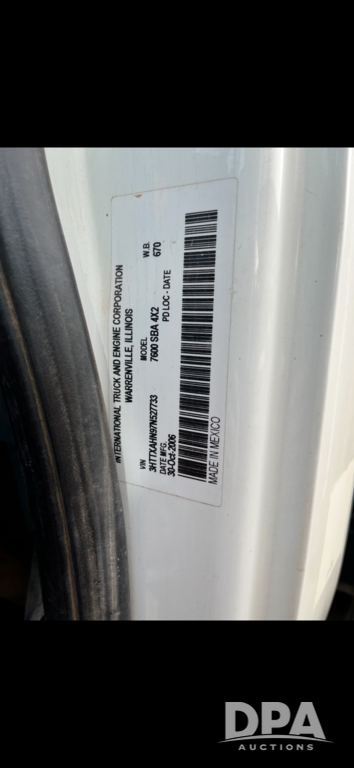 INTERNATIONAL TRUCK AND ENGINE CORPORATION
WARRENVILLE, ILLINOIS
MODEL W.B.
7600 SBA 4X2 670
PD LOC - DATE
VIN
3HTTXAHN97N527733
DATE MFG.
30-Oct-2006
MADE IN MEXICO
DPA
AUCTIONS